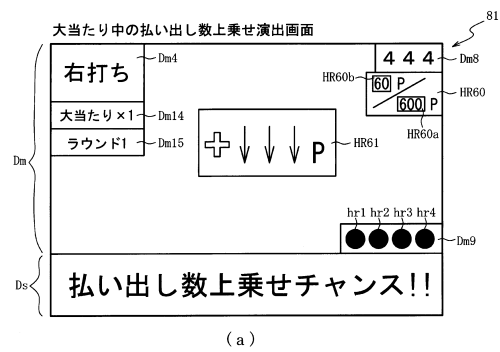 大当たり中の払い出し数上乗せ演出画面
81
右打ち
Dm4
4 4 4
Dm8
HR60b
60 P
600 P
HR60
HR60a
大当たり×1
Dm14
ラウンド1
Dm15
Dm
＋↓↓↓P
HR61
hr1 hr2 hr3 hr4
Dm9
Ds
払い出し数上乗せチャンス!!
(a)